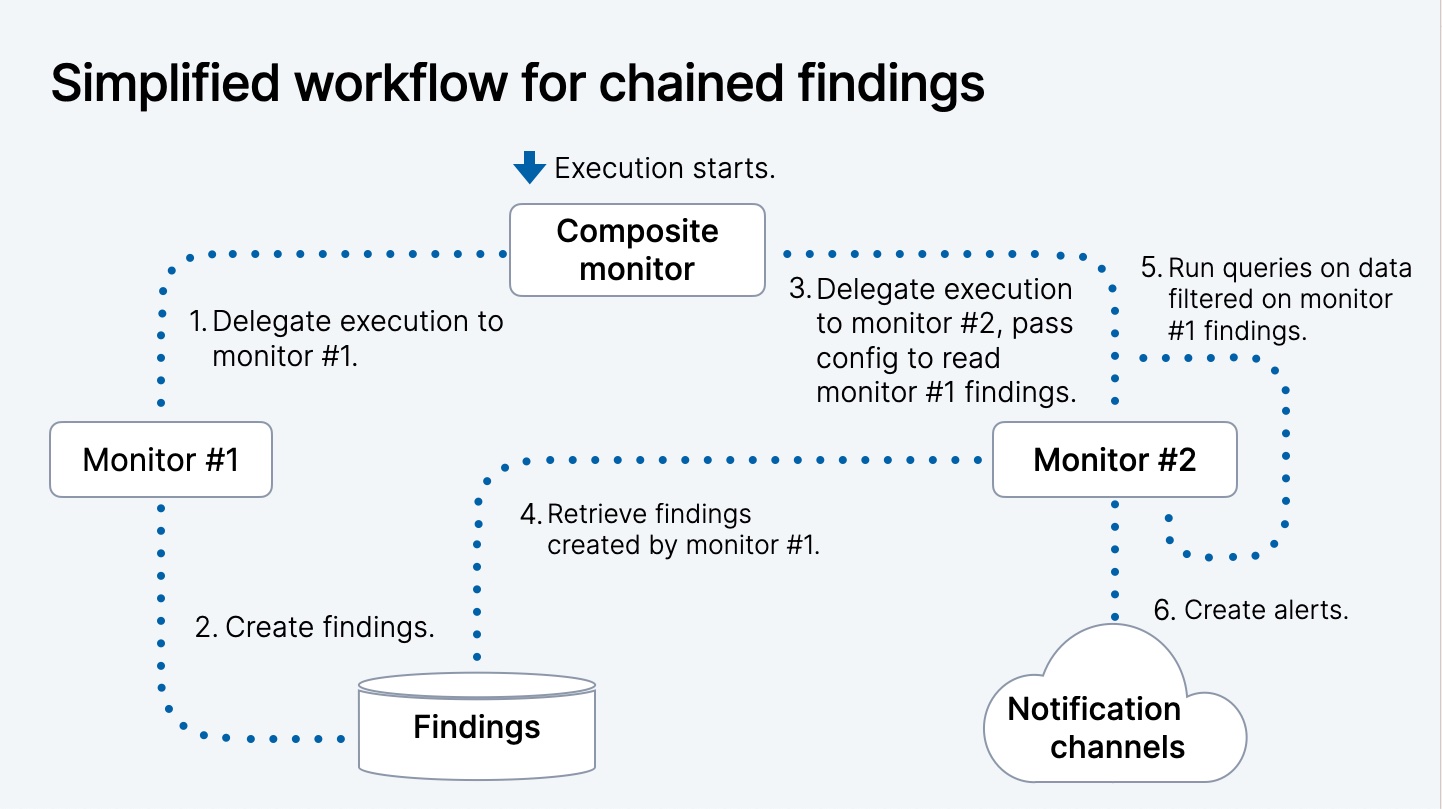 Simplified workflow for chained findings
Execution starts.
Composite
monitor
1. Delegate execution to
monitor #1.
3. Delegate execution
to monitor #2, pass
config to read
monitor #1 findings.
5. Run queries on data
filtered on monitor
#1 findings.
Monitor #1
Monitor #2
4. Retrieve findings
created by monitor #1.
2. Create findings.
6. Create alerts.
Findings
Notification
channels